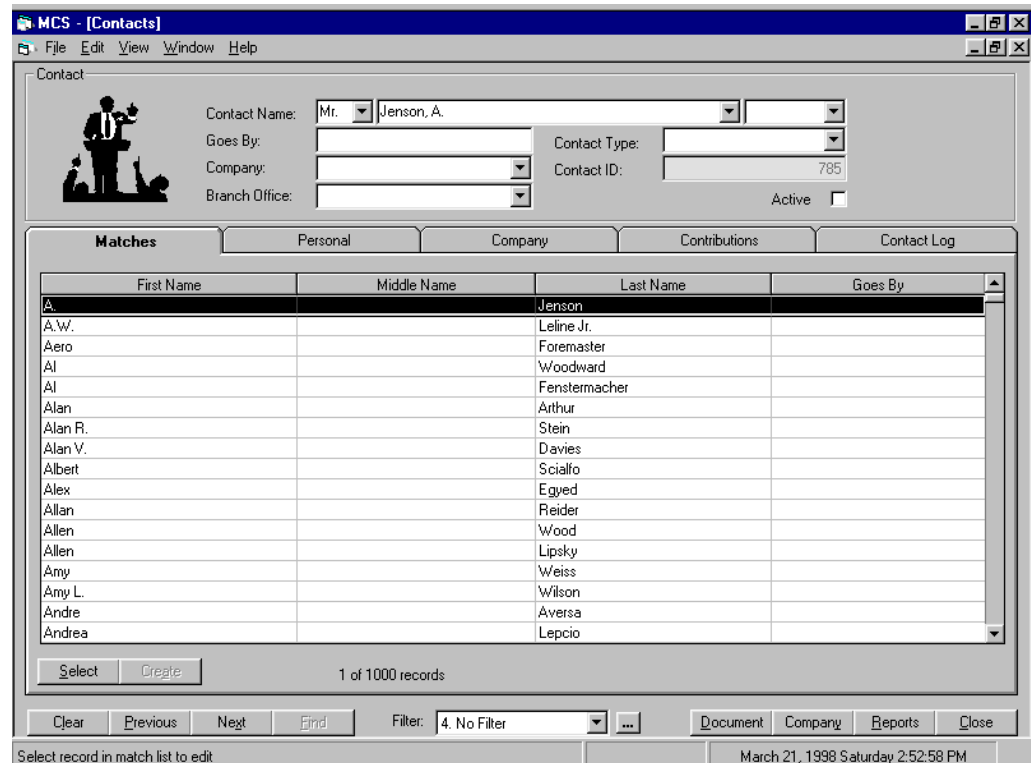 MCS - [Contacts]
File Edit View Window Help
Contact
Contact Name: Mr. Jenson, A.
Goes By: Contact Type:
Company: Contact ID: 785
Branch Office: Active
Matches Personal Company Contributions Contact Log
First Name Middle Name Last Name Goes By
A. Jenson
A.W. Leline Jr.
Aero Foremaster
Al Woodward
Al Fenstermacher
Alan Arthur
Alan R. Stein
Alan V. Davies
Albert Scialfo
Alex Egyed
Allan Reider
Allen Wood
Allen Lipsky
Amy Weiss
Amy L. Wilson
Andre Aversa
Andrea Lepcio
Select Create 1 of 1000 records
Clear Previous Next Find Filter: 4. No Filter ... Document Company Reports Close
Select record in match list to edit March 21, 1998 Saturday 2:52:58 PM